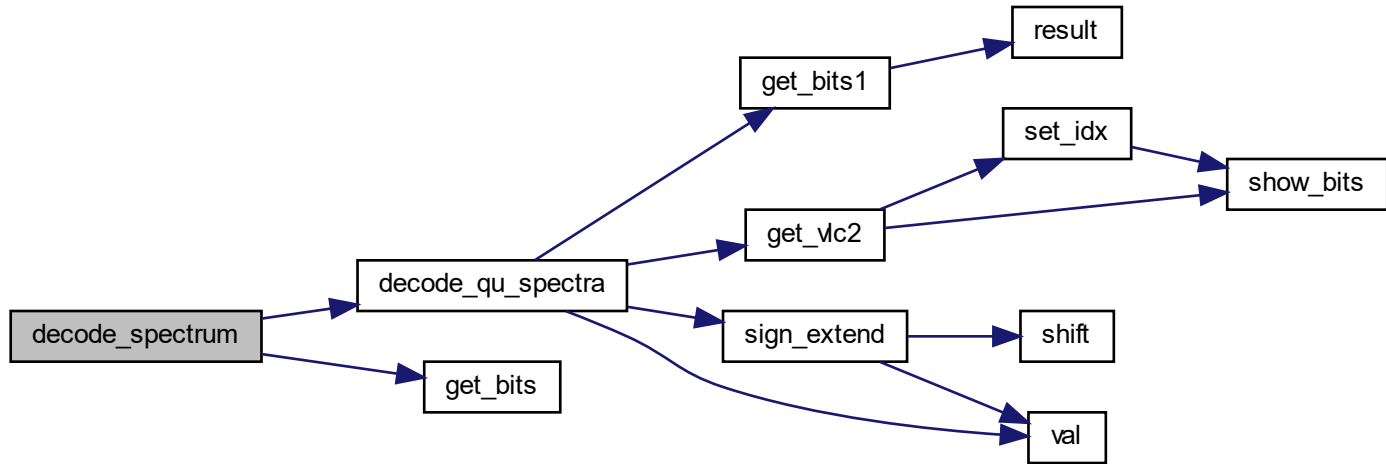 result
get_bits1
set_idx
show_bits
get_vlc2
decode_qu_spectra
decode_spectrum
sign_extend
shift
get_bits
val